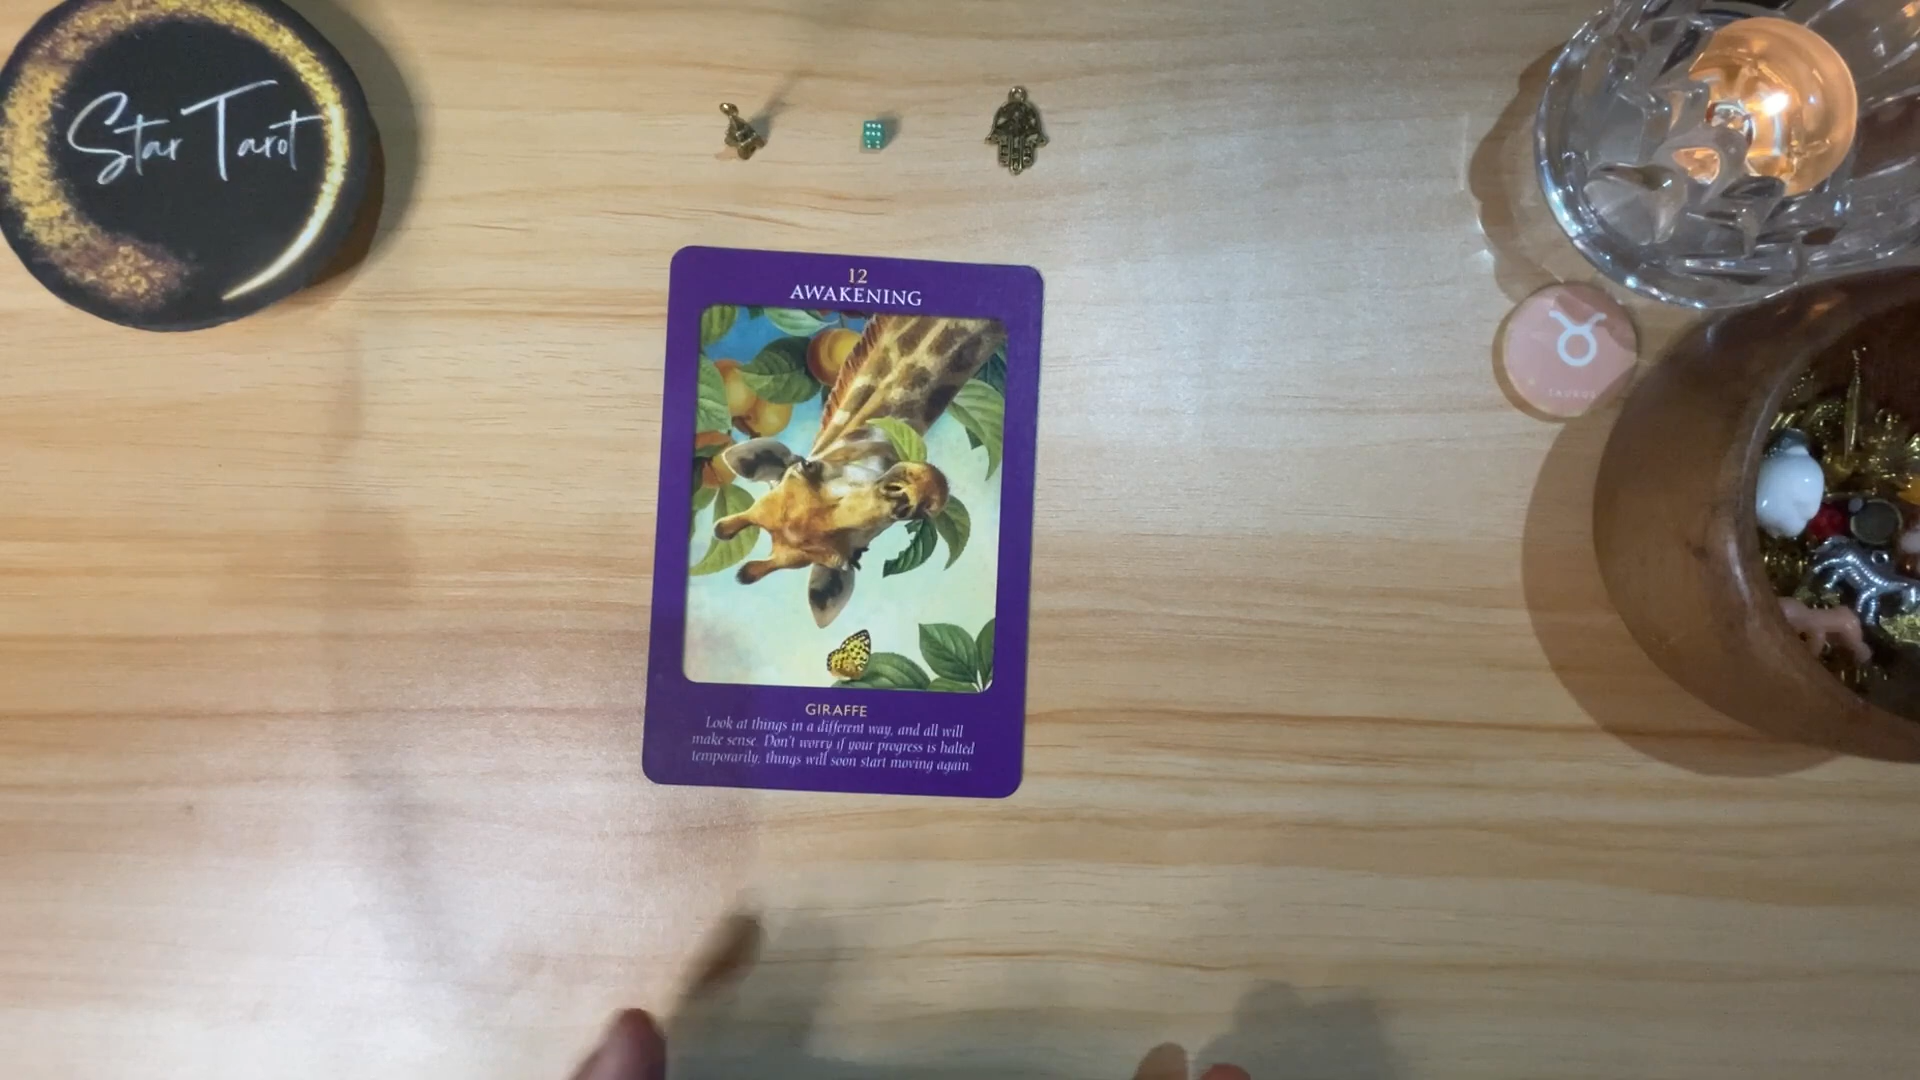 Star Tarot
12
AWAKENING
TAURUS
GIRAFFE
Look at things in a different way, and all will
make sense. Don't worry if your progress is halted
temporarily; things will soon start moving again.